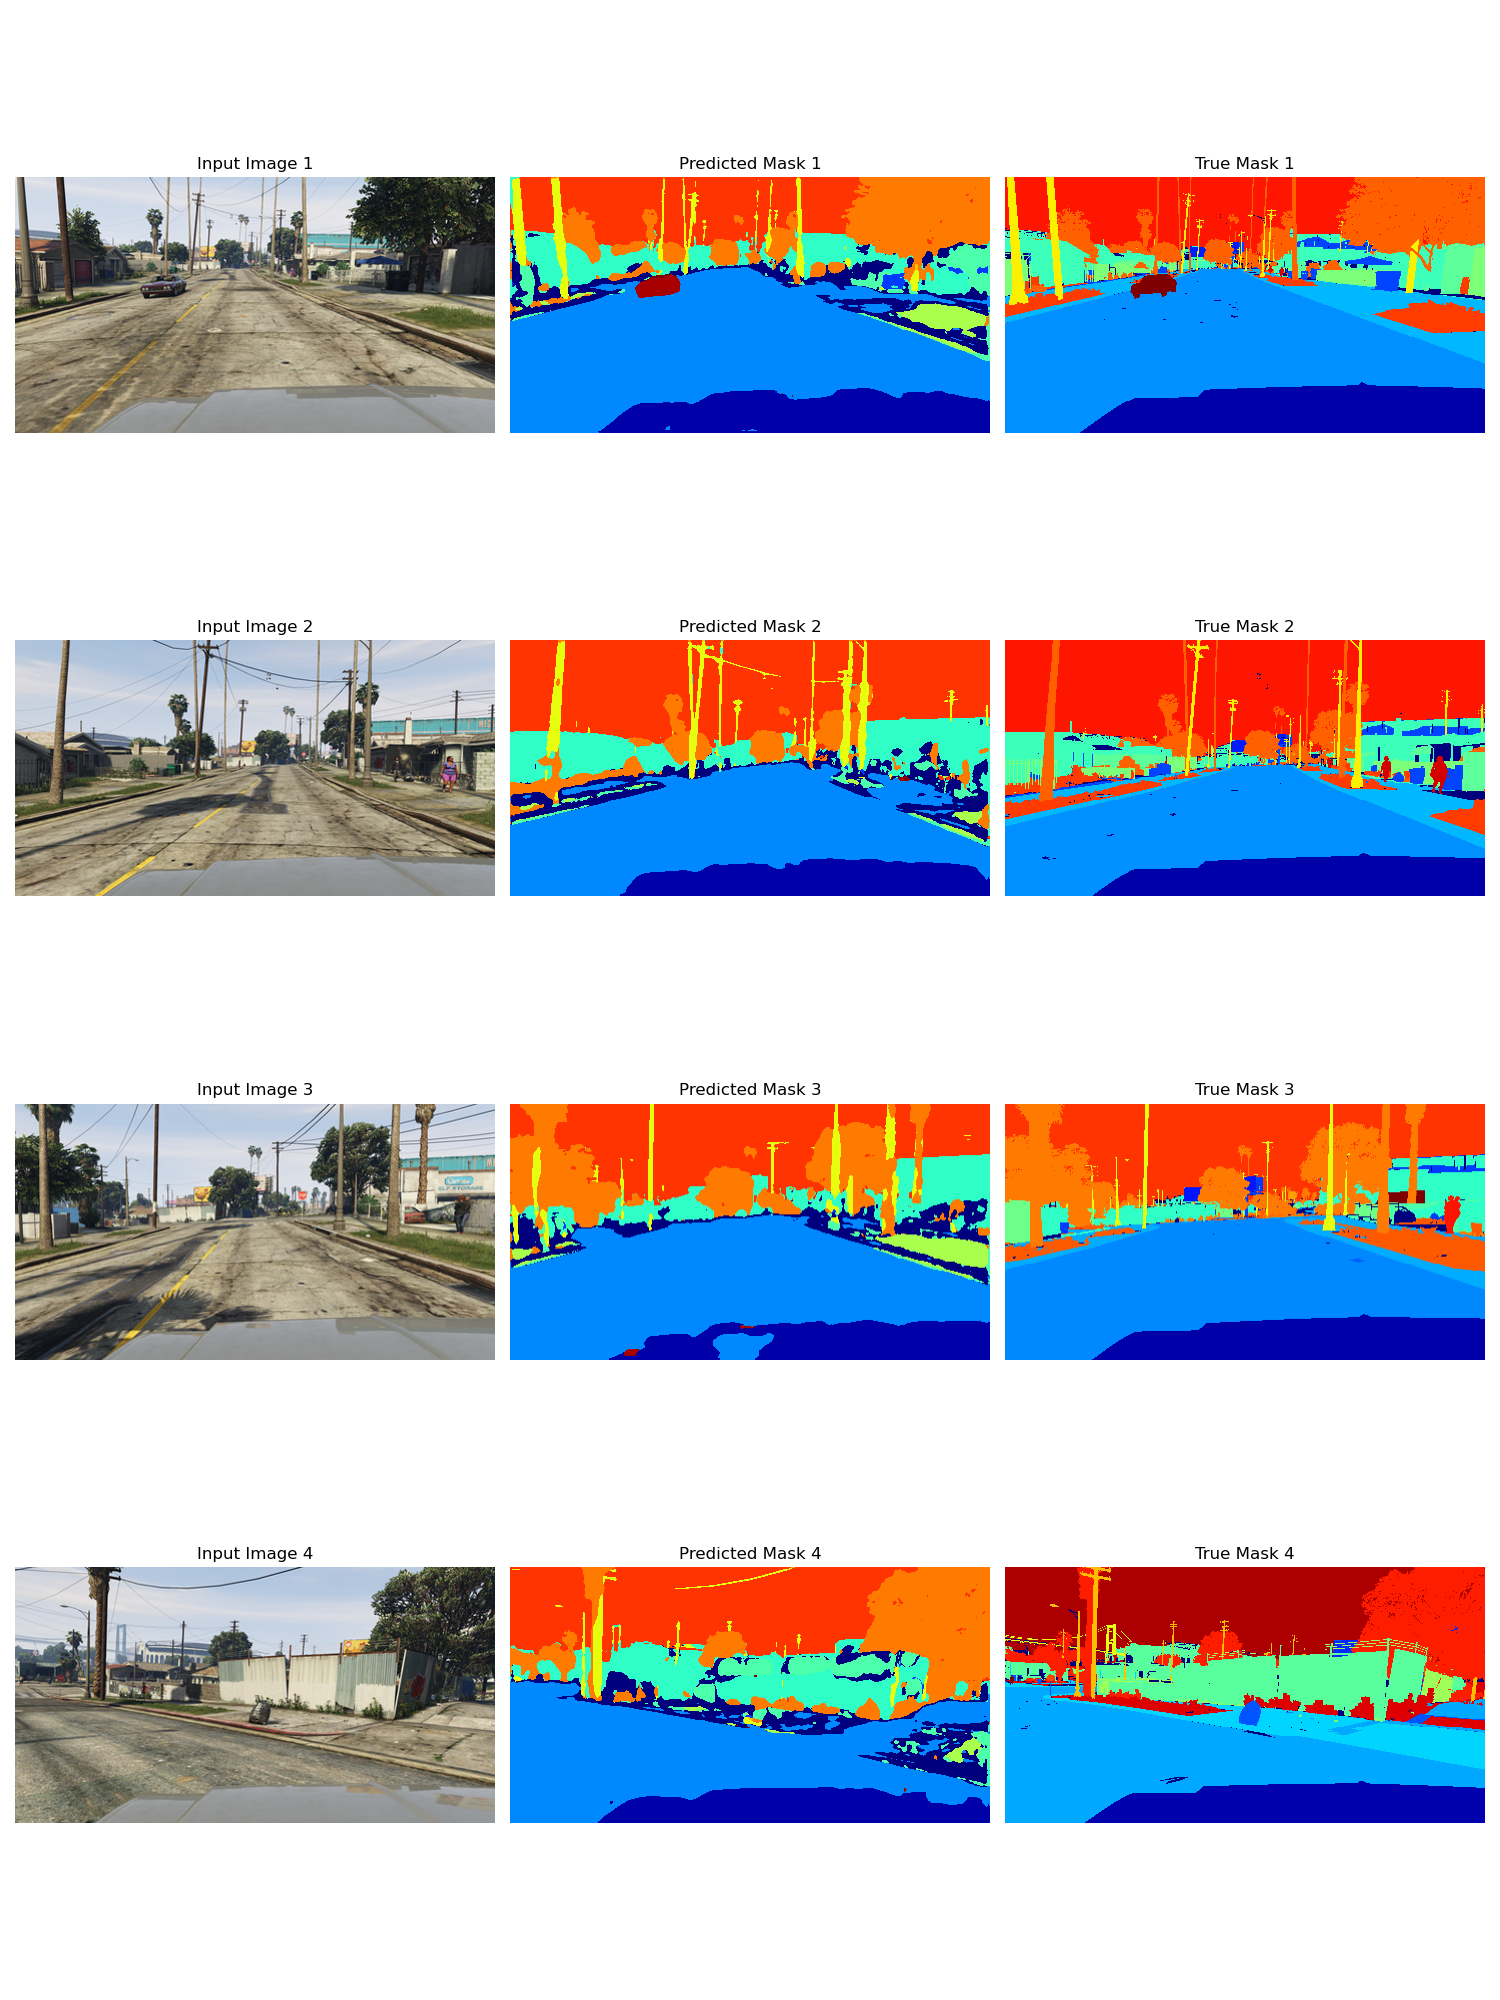 Input Image 1
Predicted Mask 1
True Mask 1
Input Image 2
Predicted Mask 2
True Mask 2
Input Image 3
Predicted Mask 3
True Mask 3
Input Image 4
Predicted Mask 4
True Mask 4